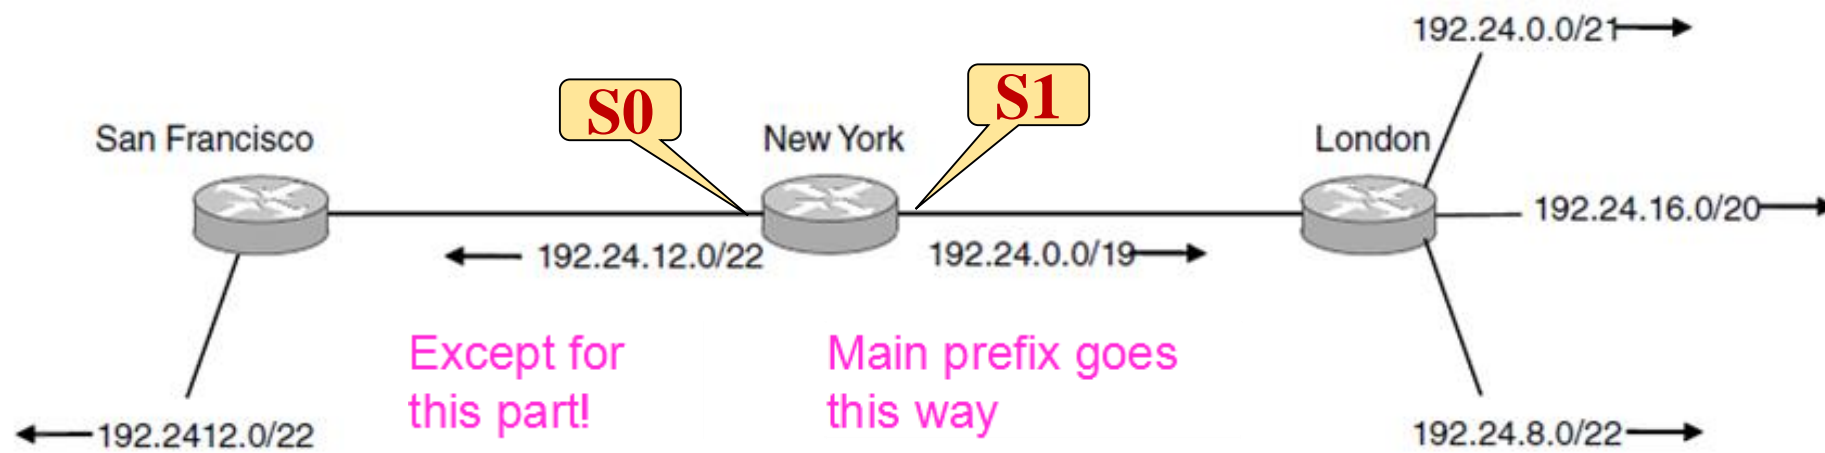 192.24.0.0/21
S0
S1
San Francisco
New York
London
192.24.16.0/20
192.24.12.0/22
192.24.0.0/19
Except for
this part!
Main prefix goes
this way
192.2412.0/22
192.24.8.0/22